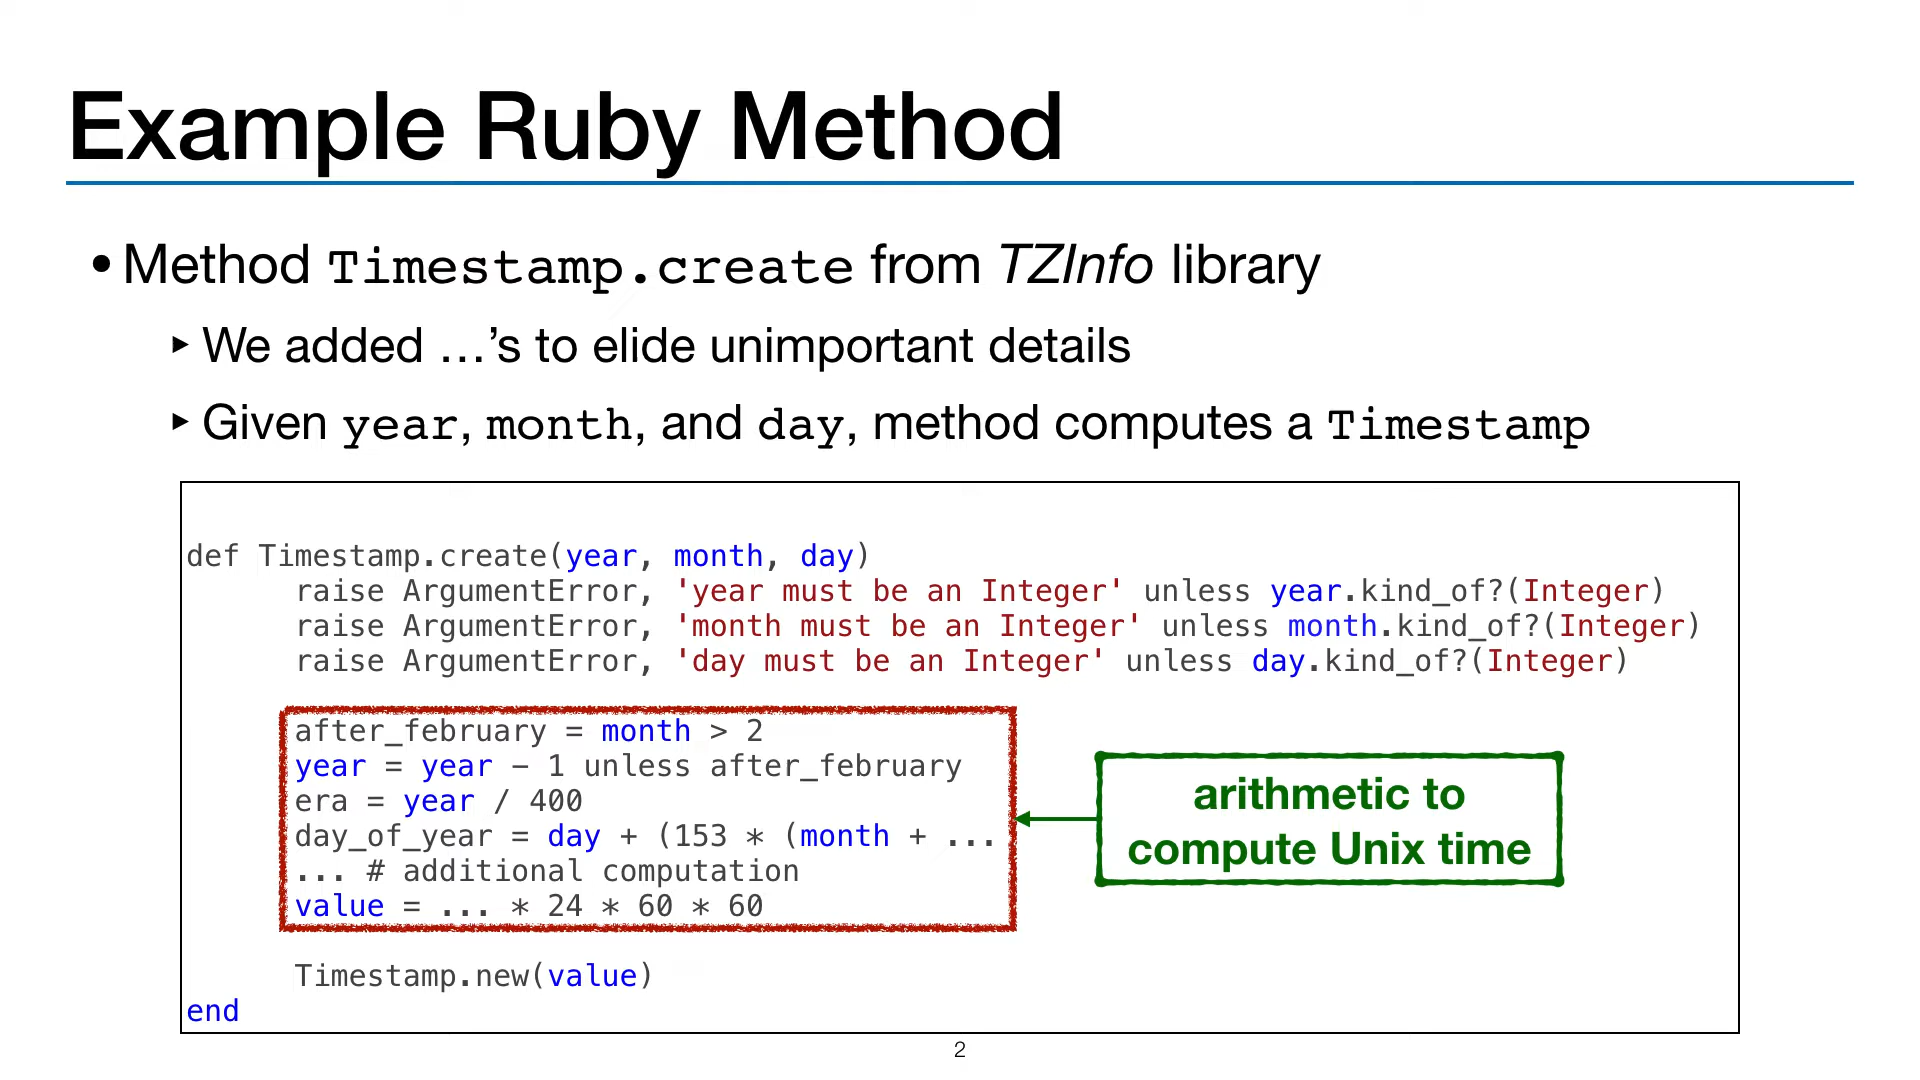 Example Ruby Method
•Method Timestamp.create from TZInfo library
‣ We added …’s to elide unimportant details
‣ Given year, month, and day, method computes a Timestamp
def Timestamp.create(year, month, day)
raise ArgumentError, 'year must be an Integer' unless year.kind_of?(Integer)
raise ArgumentError, 'month must be an Integer' unless month.kind_of?(Integer)
raise ArgumentError, 'day must be an Integer' unless day.kind_of?(Integer)
after_february = month > 2
year = year - 1 unless after_february
era = year / 400
day_of_year = day + (153 * (month + ...
... # additional computation
value = ... * 24 * 60 * 60
arithmetic to
compute Unix time
Timestamp.new(value)
end
2